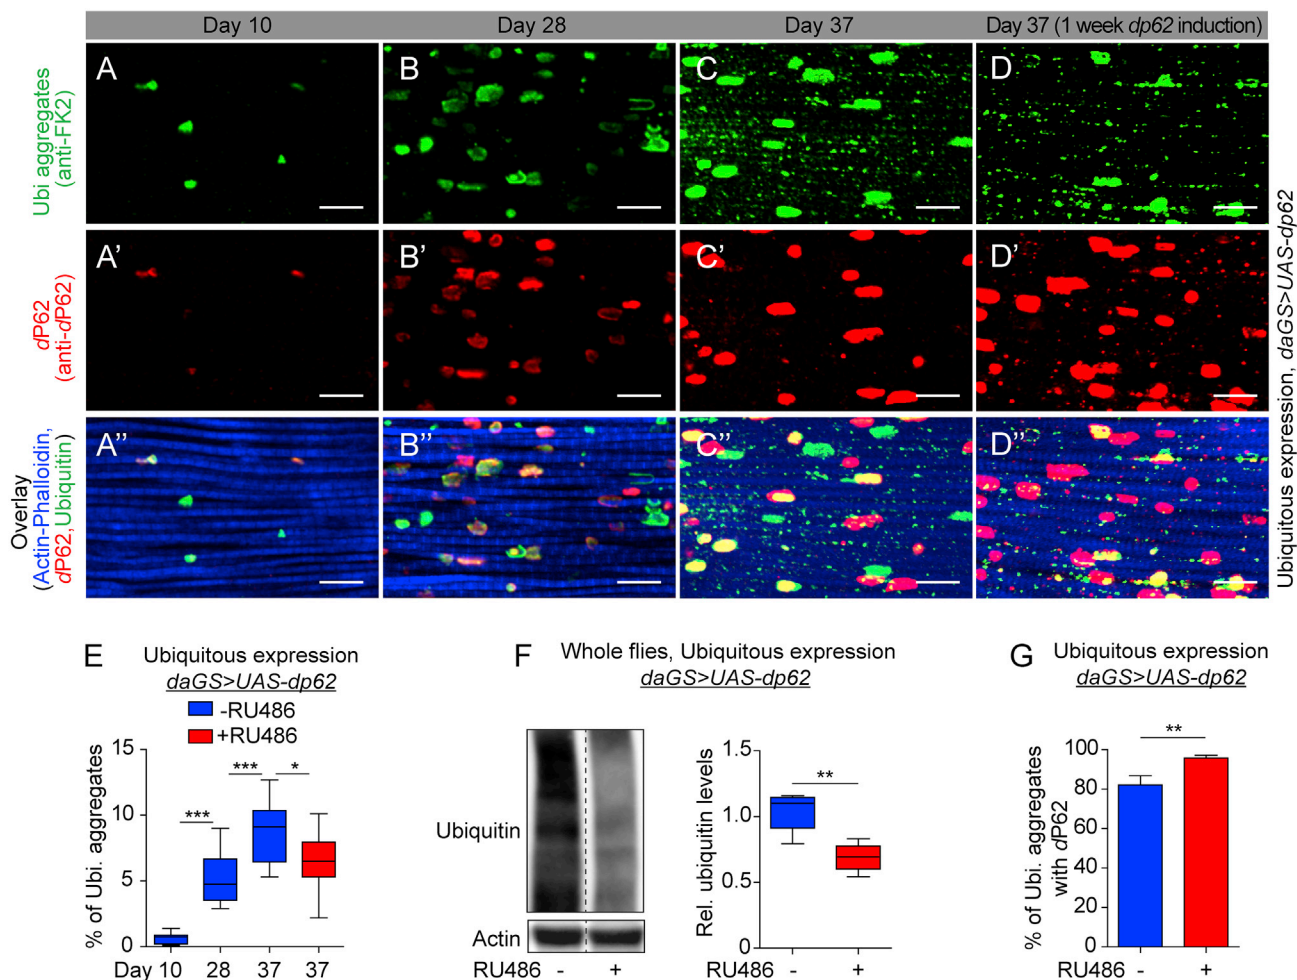 Day 10
Day 28
Day 37
Day 37 (1 week dp62 induction)
Ubi aggregates
(anti-FK2)
A
B
C
D
dP62
(anti-dP62)
A’
B’
C’
D’
Overlay
(Actin-Phalloidin,
dP62,Ubiquitin)
A’’
B’’
C’’
D’’
Ubiquitous expression, daGS>UAS-dp62
E
Ubiquitous expression
daGS>UAS-dp62
-RU486
+RU486
% of Ubi. aggregates
15
10
5
0
***
***
*
Day 10 28 37 37
F
Whole flies, Ubiquitous expression
daGS>UAS-dp62
Ubiquitin
Actin
RU486 - +
Rel. ubiquitin levels
1.5
1.0
0.5
0
**
RU486 - +
G
Ubiquitous expression
daGS>UAS-dp62
% of Ubi. aggregates
with dP62
100
80
60
40
20
0
**
RU486 - +